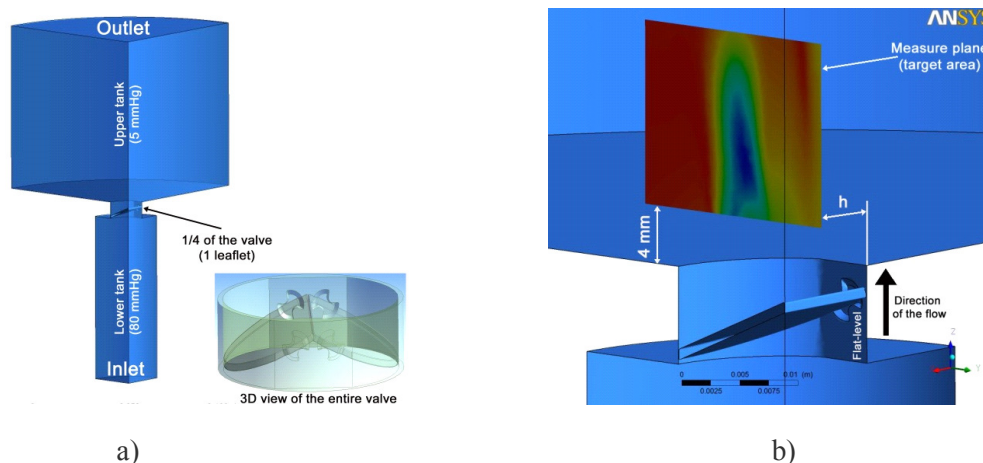 Outlet
Upper tank
(5 mmHg)
1/4 of the valve
(1 leaflet)
Lower tank
(80 mmHg)
Inlet
3D view of the entire valve
a)
ANSYS
Measure plane
(target area)
h
4 mm
Direction
of the flow
Flat-level
0 0.005 0.01 (m)
0.0025 0.0075
Z
Y
b)